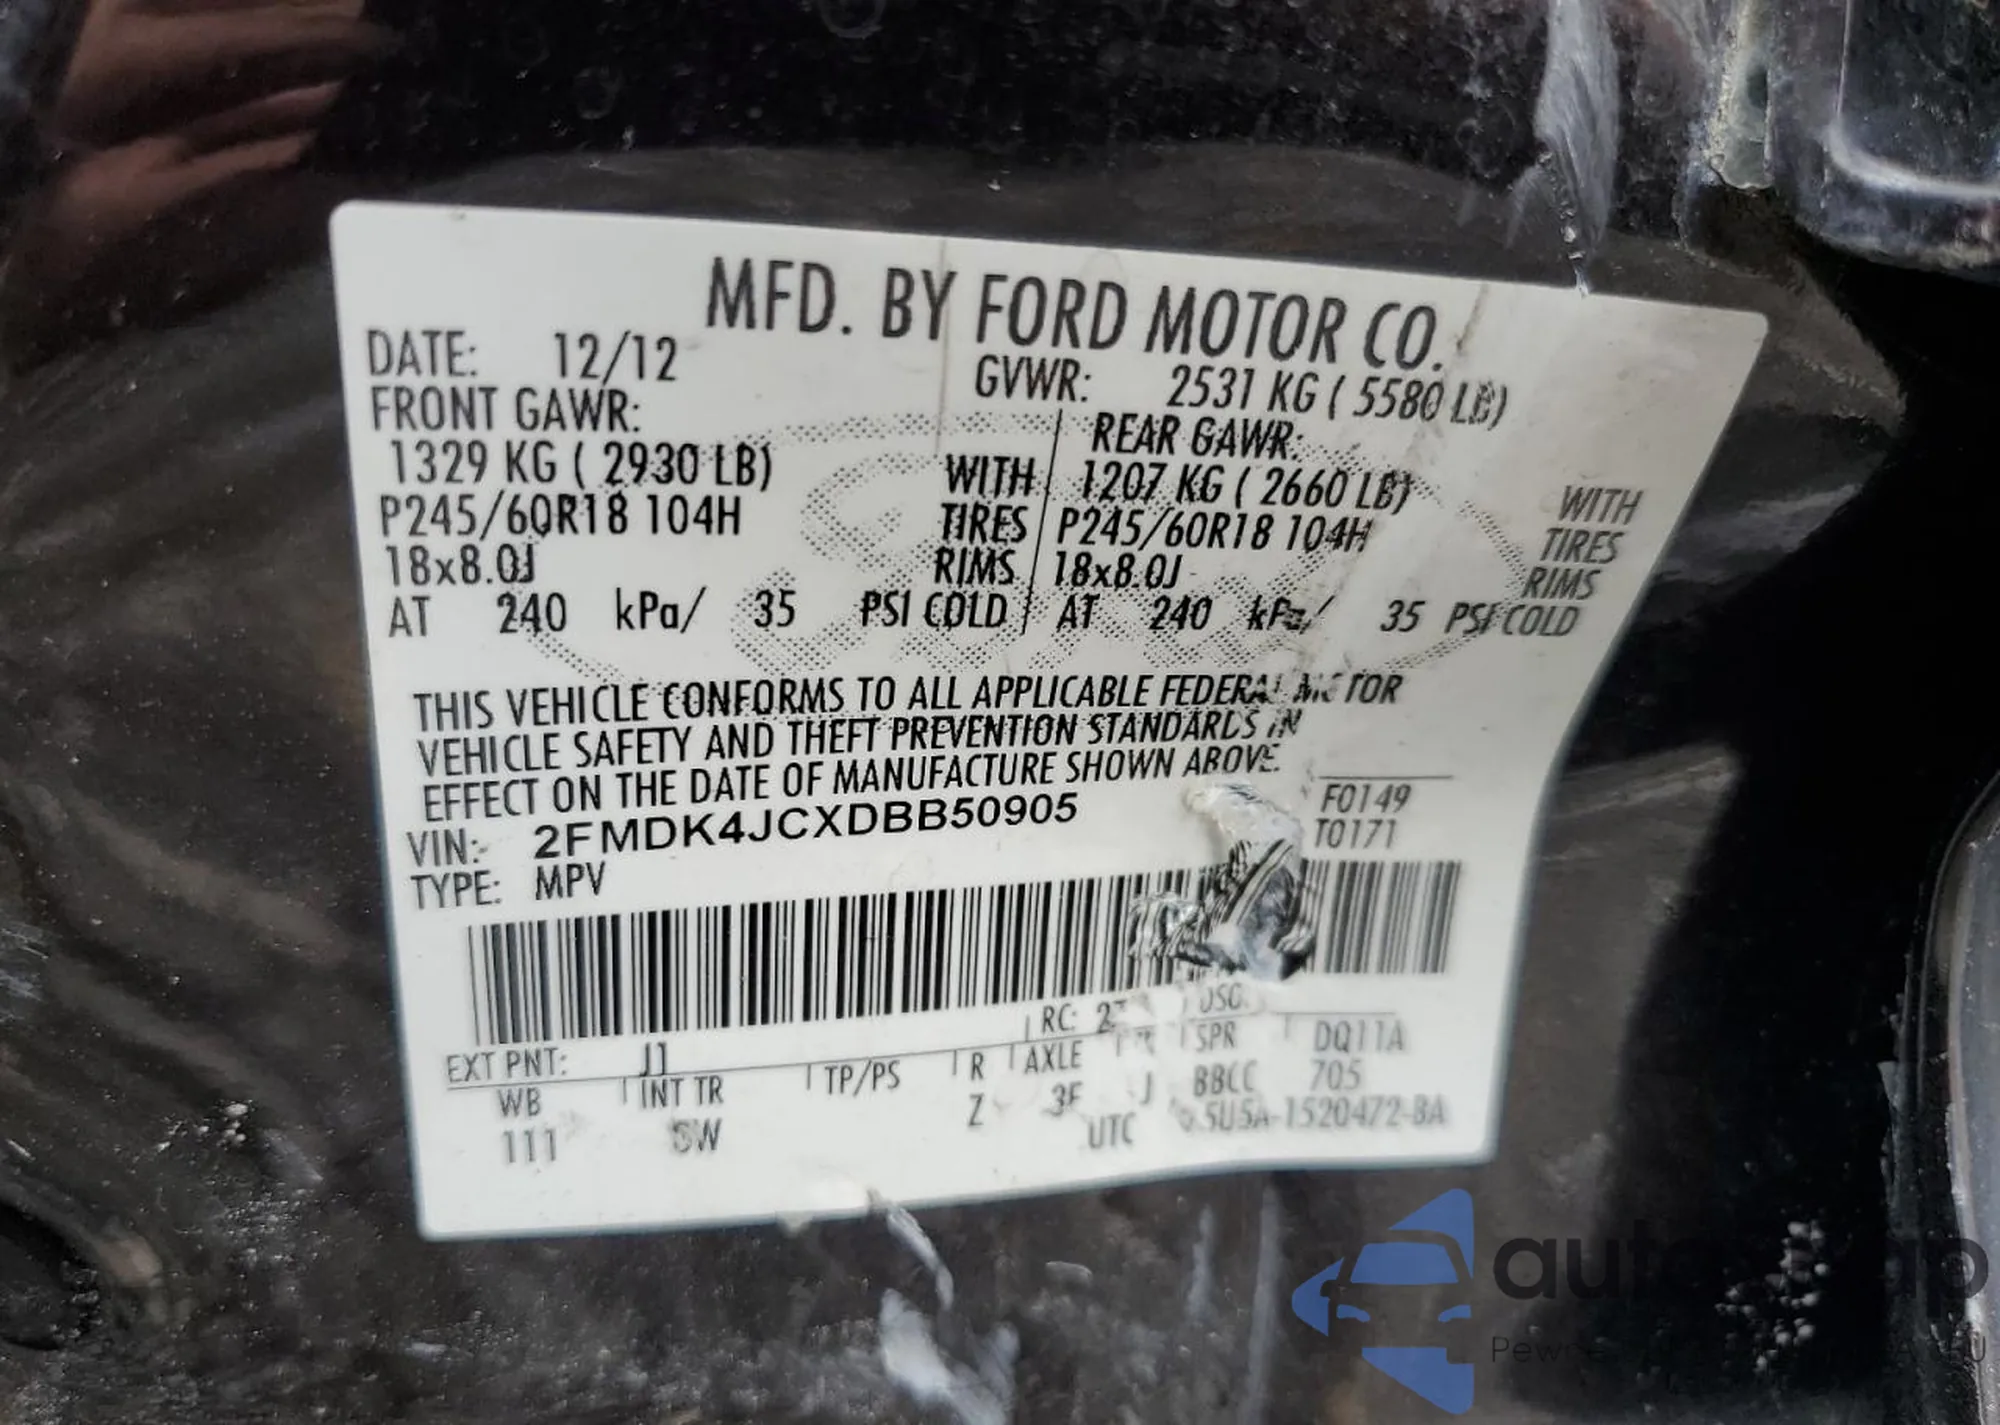 MFD. BY FORD MOTOR CO.
DATE: 12/12 GVWR: 2531 KG ( 5580 LB)
FRONT GAWR: REAR GAWR:
1329 KG ( 2930 LB) WITH 1207 KG ( 2660 LB) WITH
P245/60R18 104H TIRES P245/60R18 104H TIRES
18x8.0J RIMS 18x8.0J RIMS
AT 240 kPa/ 35 PSI COLD AT 240 kPa/ 35 PSI COLD
THIS VEHICLE CONFORMS TO ALL APPLICABLE FEDERAL MOTOR
VEHICLE SAFETY AND THEFT PREVENTION STANDARDS IN
EFFECT ON THE DATE OF MANUFACTURE SHOWN ABOVE.
F0149
VIN: 2FMDK4JCXDBB50905
T0171
TYPE: MPV
EXT PNT: J1 RC: DSO:
WB INT TR TP/PS R AXLE SPR DQ11A
111 Z J BBCC 705
UTC